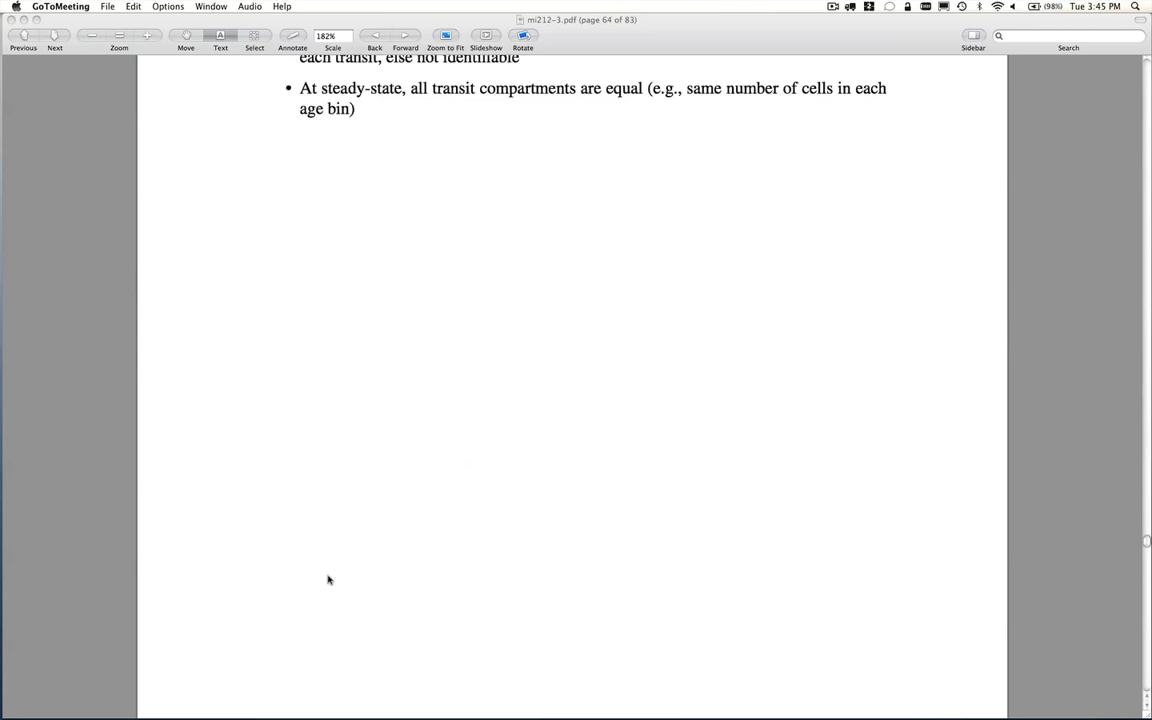 GoToMeeting File Edit Options Window Audio Help (98%) Tue 3:45 PM
mi212-3.pdf (page 64 of 83)
182%
Previous Next Zoom Move Text Select Annotate Scale Back Forward Zoom to Fit Slideshow Rotate Sidebar Search
each transit, else not identifiable
• At steady-state, all transit compartments are equal (e.g., same number of cells in each
age bin)